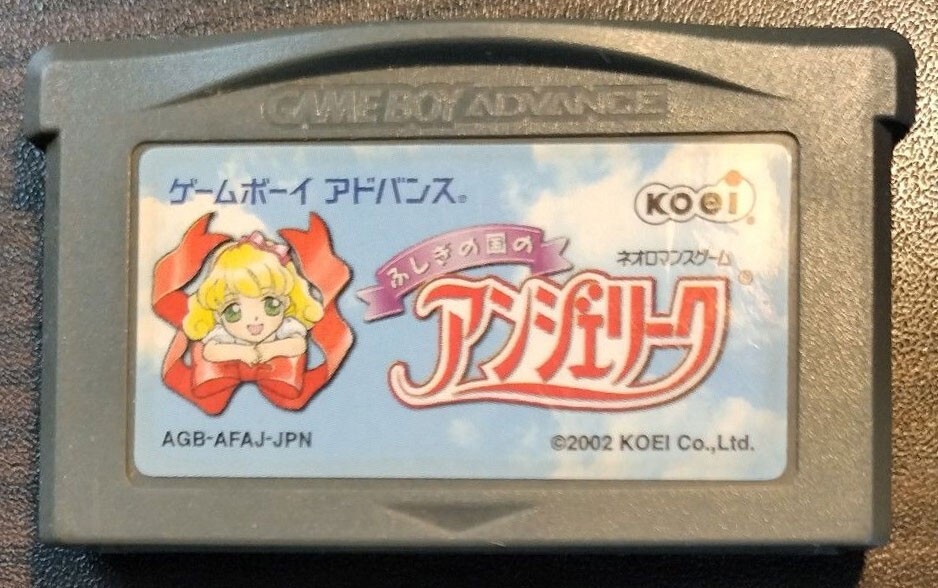 GAME BOY ADVANCE
ゲームボーイ アドバンス®
KOEI®
ふしぎの国の
ネオロマンスゲーム®
アンジェリーク
AGB-AFAJ-JPN
©2002 KOEI Co.,Ltd.